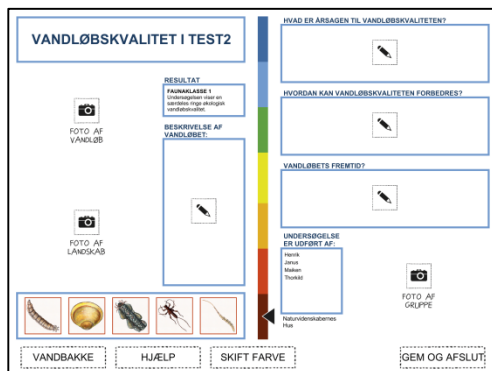 VANDLØBSKVALITET I TEST2
FOTO AF
VANDLØB
RESULTAT
FAUNAKLASSE 1
Undersøgelsen viser en
særdeles ringe økologisk
vandløbskvalitet.
BESKRIVELSE AF
VANDLØBET:
FOTO AF
LANDSKAB
HVAD ER ÅRSAGEN TIL VANDLØBSKVALITETEN?
HVORDAN KAN VANDLØBSKVALITETEN FORBEDRES?
VANDLØBETS FREMTID?
UNDERSØGELSE
ER UDFØRT AF:
Henrik
Janus
Maiken
Thorkild
Naturvidenskabernes
Hus
FOTO AF
GRUPPE
VANDBAKKE
HJÆLP
SKIFT FARVE
GEM OG AFSLUT